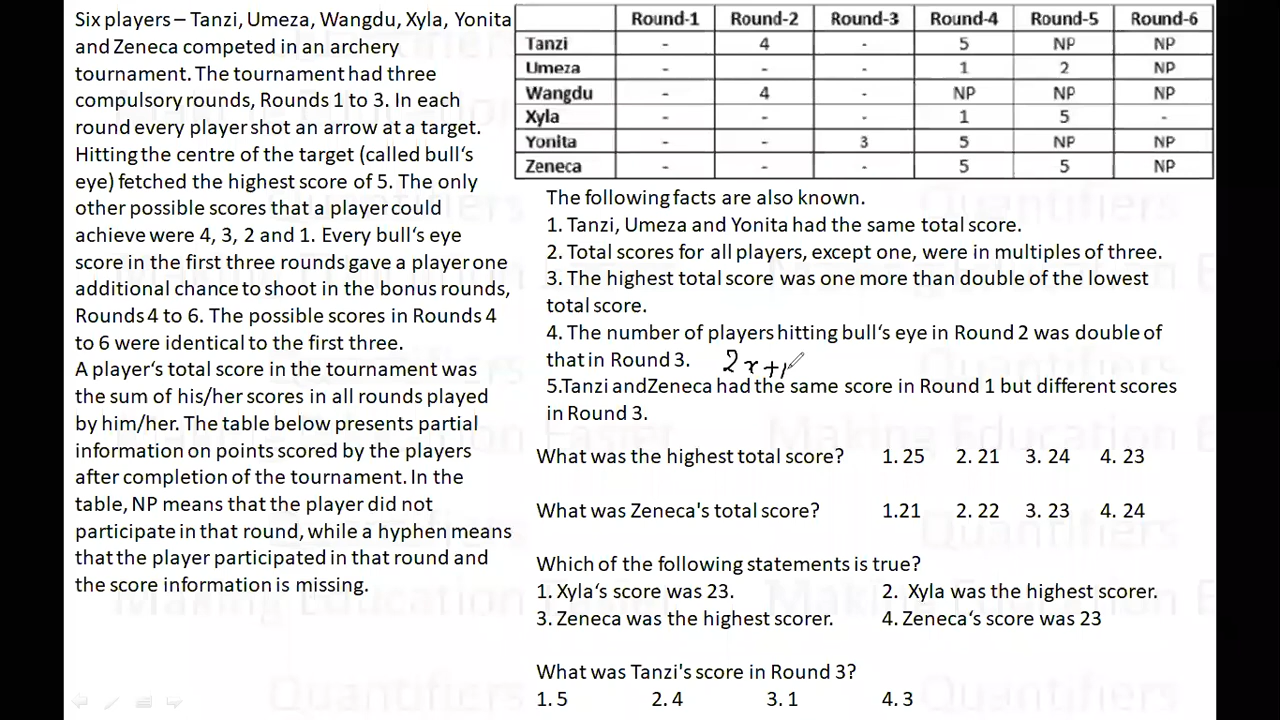 Six players – Tanzi, Umeza, Wangdu, Xyla, Yonita
and Zeneca competed in an archery
tournament. The tournament had three
compulsory rounds, Rounds 1 to 3. In each
round every player shot an arrow at a target.
Hitting the centre of the target (called bull‘s
eye) fetched the highest score of 5. The only
other possible scores that a player could
achieve were 4, 3, 2 and 1. Every bull‘s eye
score in the first three rounds gave a player one
additional chance to shoot in the bonus rounds,
Rounds 4 to 6. The possible scores in Rounds 4
to 6 were identical to the first three.
A player‘s total score in the tournament was
the sum of his/her scores in all rounds played
by him/her. The table below presents partial
information on points scored by the players
after completion of the tournament. In the
table, NP means that the player did not
participate in that round, while a hyphen means
that the player participated in that round and
the score information is missing.
Round-1 Round-2 Round-3 Round-4 Round-5 Round-6
Tanzi - 4 - 5 NP NP
Umeza - - - 1 2 NP
Wangdu - 4 - NP NP NP
Xyla - - - 1 5 -
Yonita - - 3 5 NP NP
Zeneca - - - 5 5 NP
The following facts are also known.
1. Tanzi, Umeza and Yonita had the same total score.
2. Total scores for all players, except one, were in multiples of three.
3. The highest total score was one more than double of the lowest
total score.
4. The number of players hitting bull‘s eye in Round 2 was double of
that in Round 3. 2x+1
5.Tanzi andZeneca had the same score in Round 1 but different scores
in Round 3.
What was the highest total score? 1. 25 2. 21 3. 24 4. 23
What was Zeneca's total score? 1.21 2. 22 3. 23 4. 24
Which of the following statements is true?
1. Xyla‘s score was 23. 2. Xyla was the highest scorer.
3. Zeneca was the highest scorer. 4. Zeneca‘s score was 23
What was Tanzi's score in Round 3?
1. 5 2. 4 3. 1 4. 3